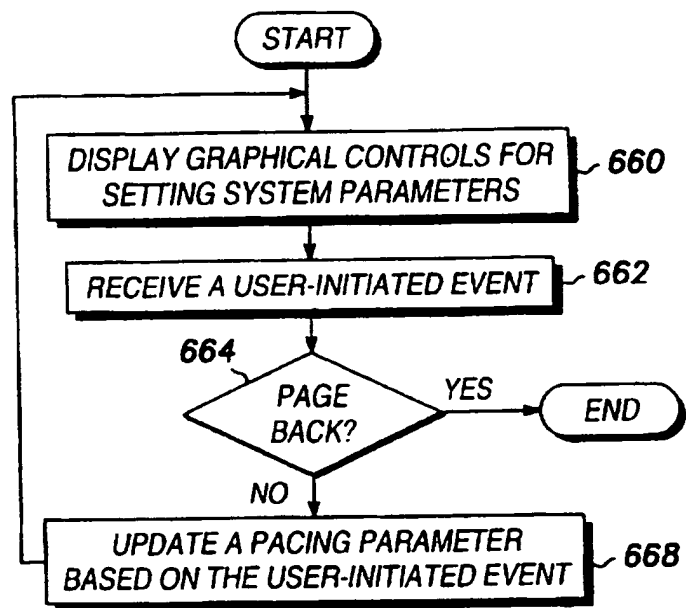 START
DISPLAY GRAPHICAL CONTROLS FOR
SETTING SYSTEM PARAMETERS
660
RECEIVE A USER-INITIATED EVENT
662
664
PAGE
BACK?
YES
END
NO
UPDATE A PACING PARAMETER
BASED ON THE USER-INITIATED EVENT
668